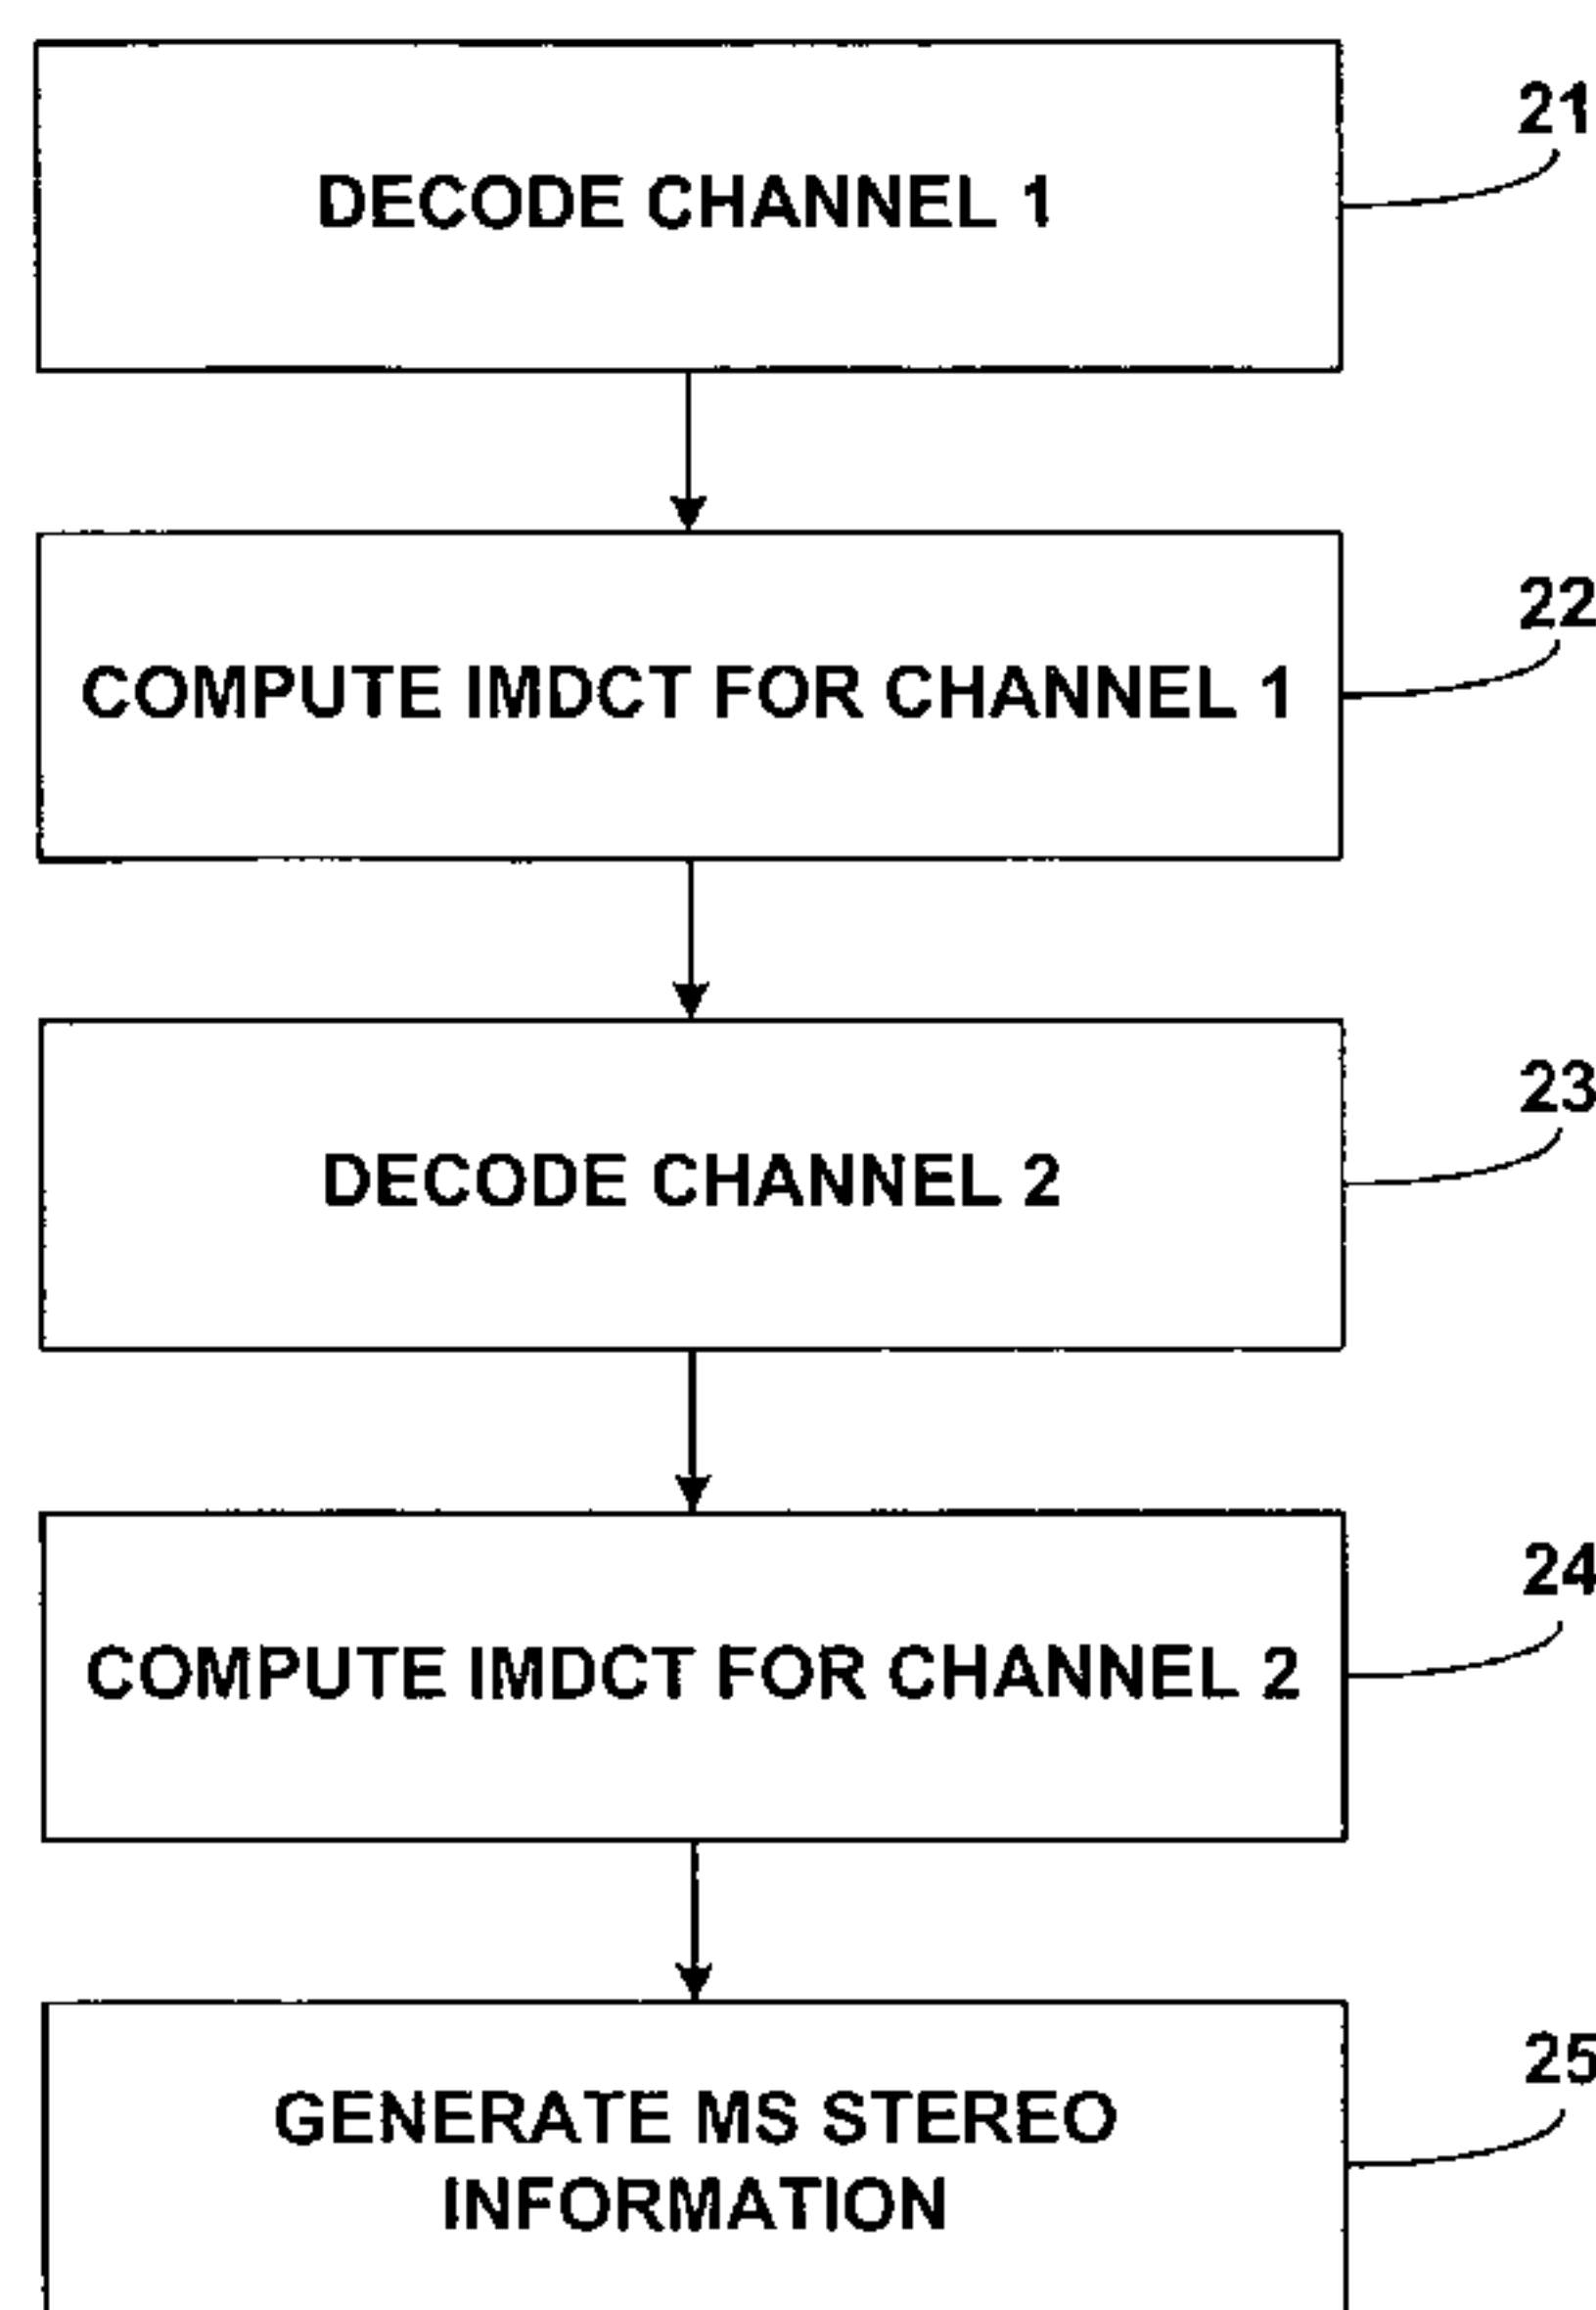 21
DECODE CHANNEL 1
22
COMPUTE IMDCT FOR CHANNEL 1
23
DECODE CHANNEL 2
24
COMPUTE IMDCT FOR CHANNEL 2
25
GENERATE MS STEREO
INFORMATION